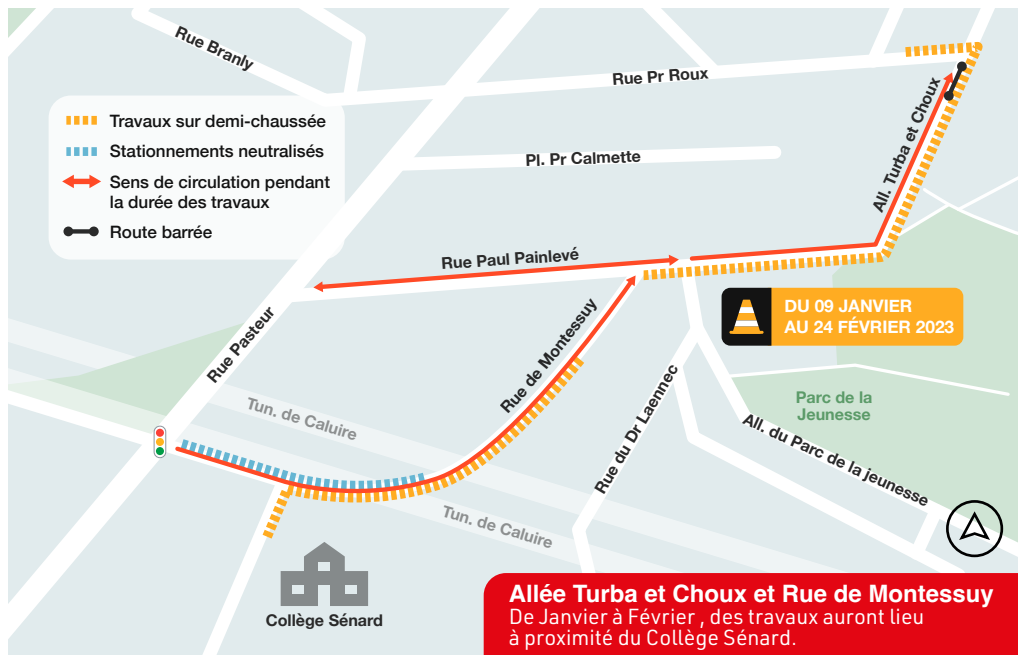 Rue Branly
Rue Pr Roux
Travaux sur demi-chaussée
Stationnements neutralisés
Sens de circulation pendant
la durée des travaux
Route barrée
Pl. Pr Calmette
All. Turba et Choux
Rue Paul Painlevé
DU 09 JANVIER
AU 24 FÉVRIER 2023
Rue Pasteur
Rue de Montessuy
Tun. de Caluire
Rue du Dr Laennec
Parc de la
Jeunesse
All. du Parc de la jeunesse
Tun. de Caluire
Collège Sénard
Allée Turba et Choux et Rue de Montessuy
De Janvier à Février , des travaux auront lieu
à proximité du Collège Sénard.